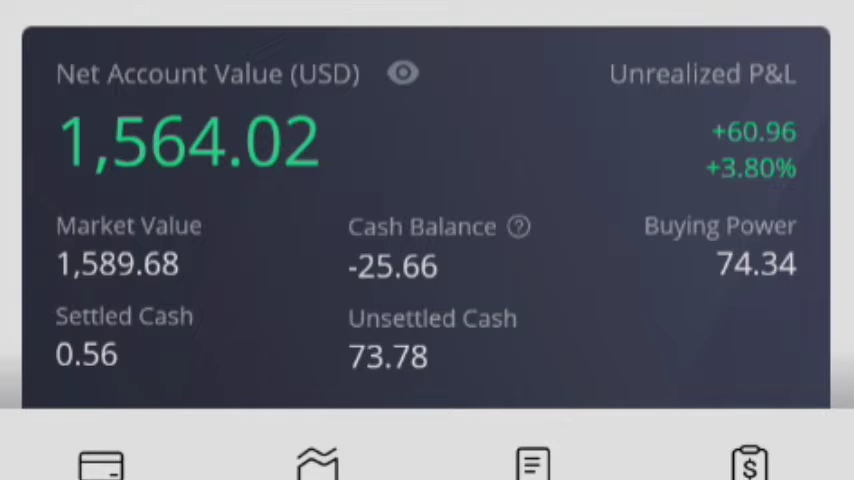 Net Account Value (USD) Unrealized P&L
1,564.02 +60.96
+3.80%
Market Value Cash Balance ? Buying Power
1,589.68 -25.66 74.34
Settled Cash Unsettled Cash
0.56 73.78
$